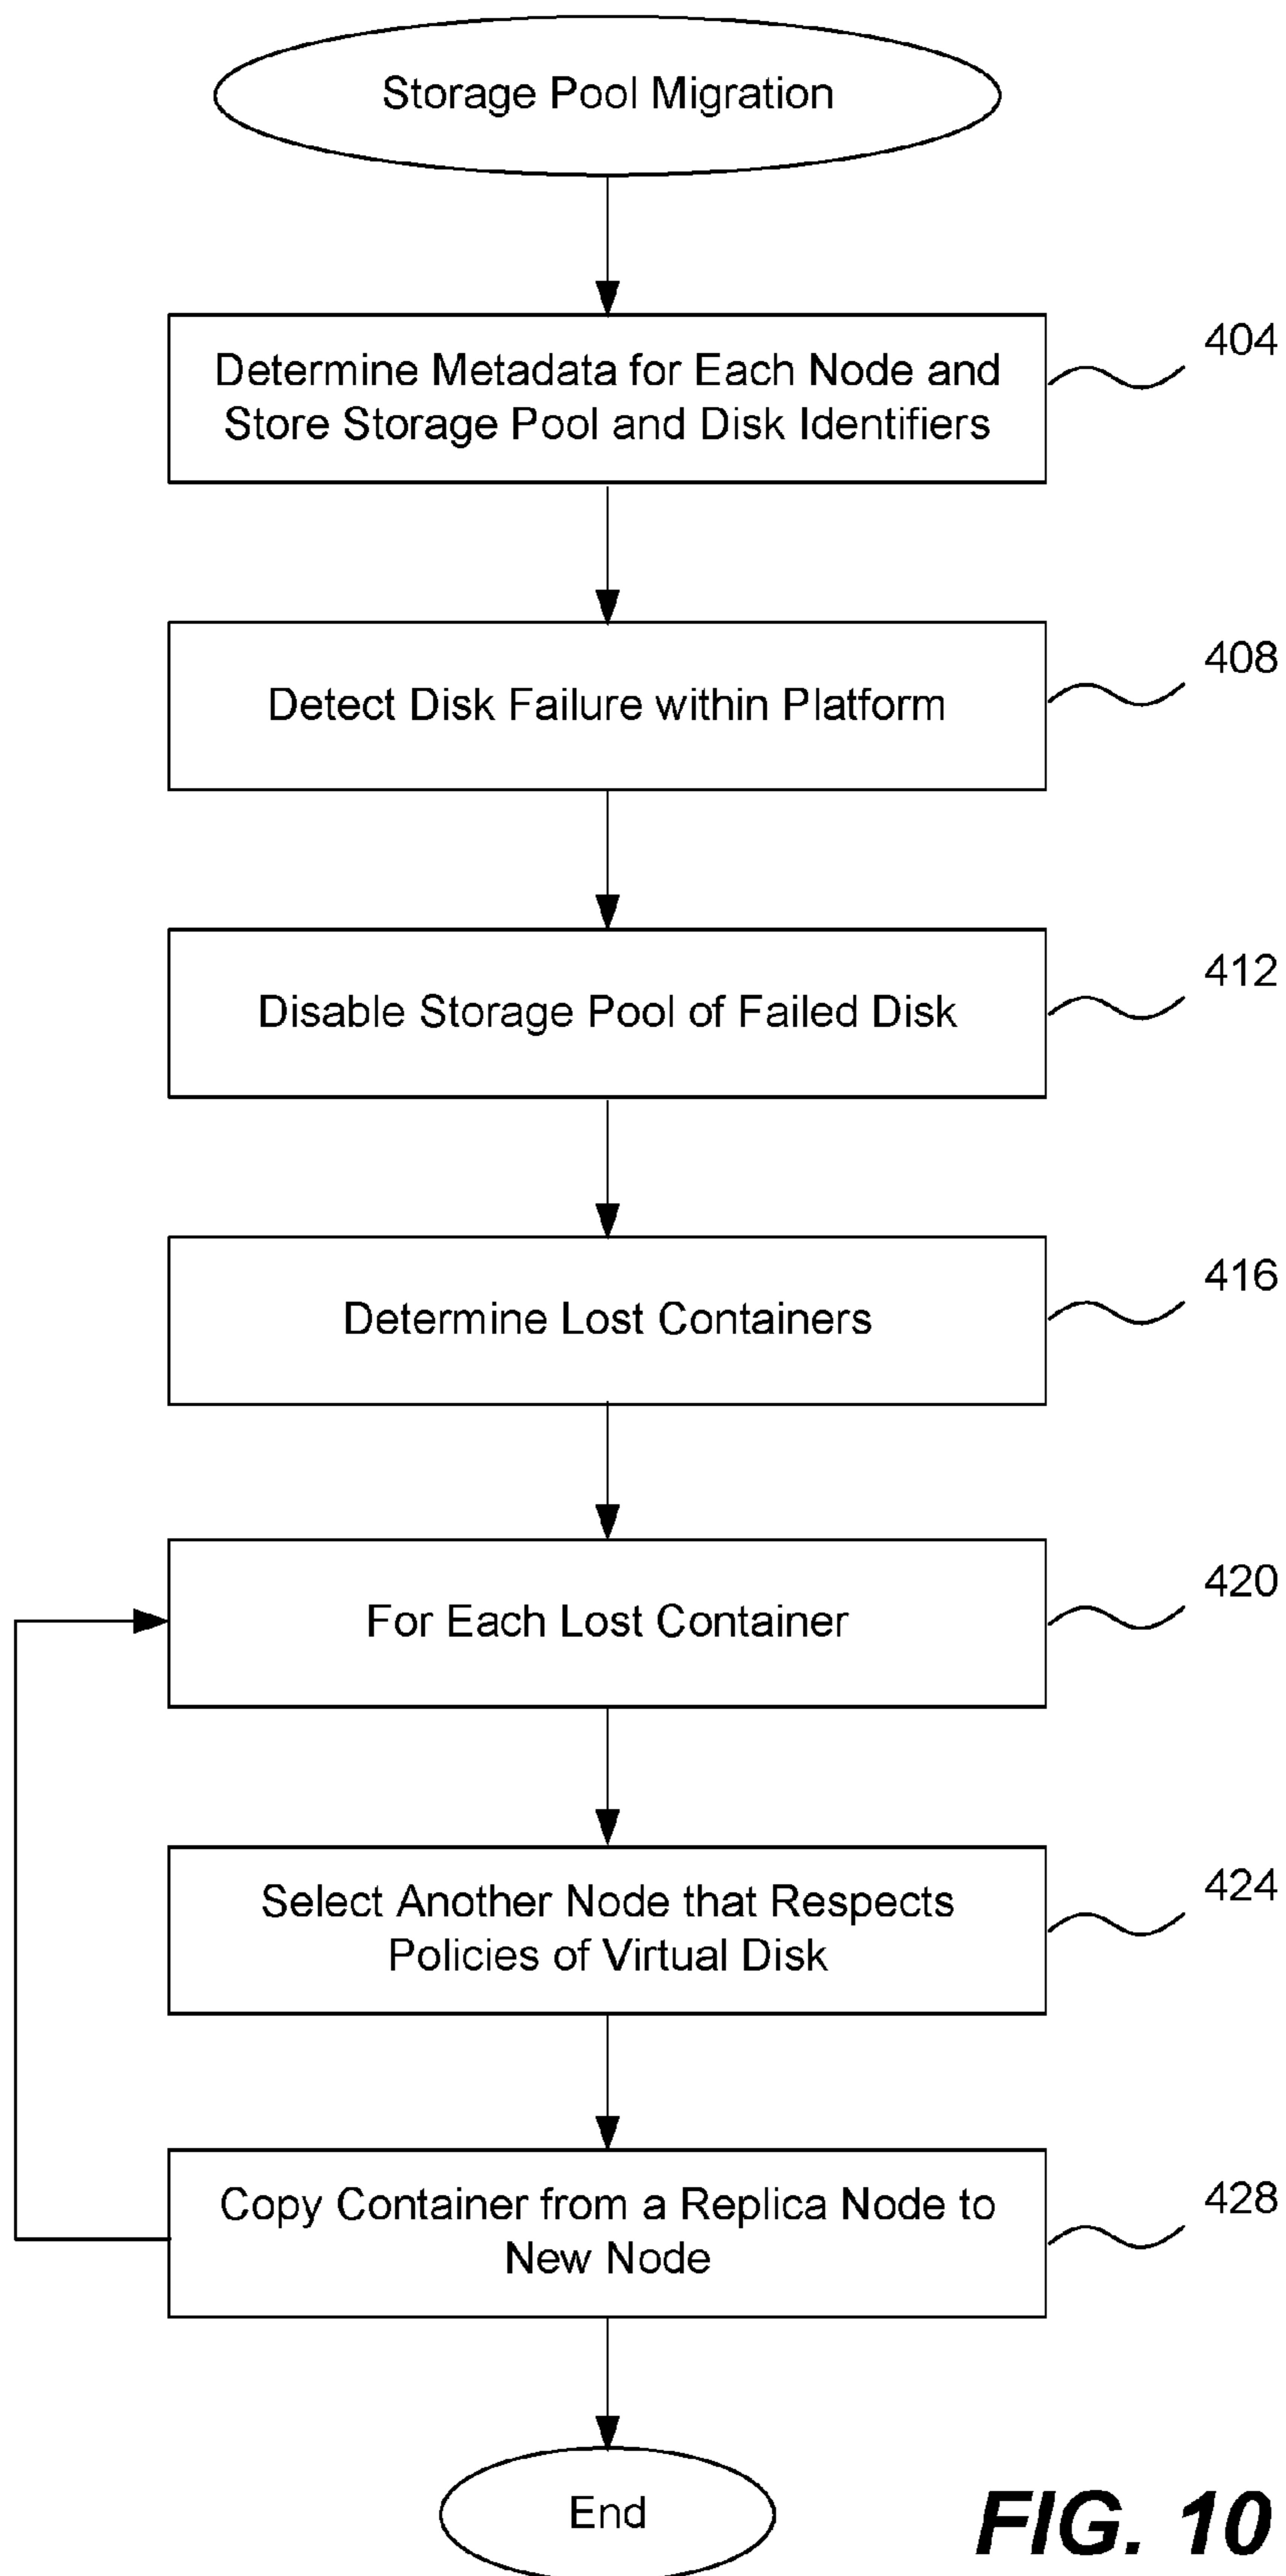 Storage Pool Migration
404
Determine Metadata for Each Node and
Store Storage Pool and Disk Identifiers
408
Detect Disk Failure within Platform
412
Disable Storage Pool of Failed Disk
416
Determine Lost Containers
420
For Each Lost Container
424
Select Another Node that Respects
Policies of Virtual Disk
428
Copy Container from a Replica Node to
New Node
End
FIG. 10